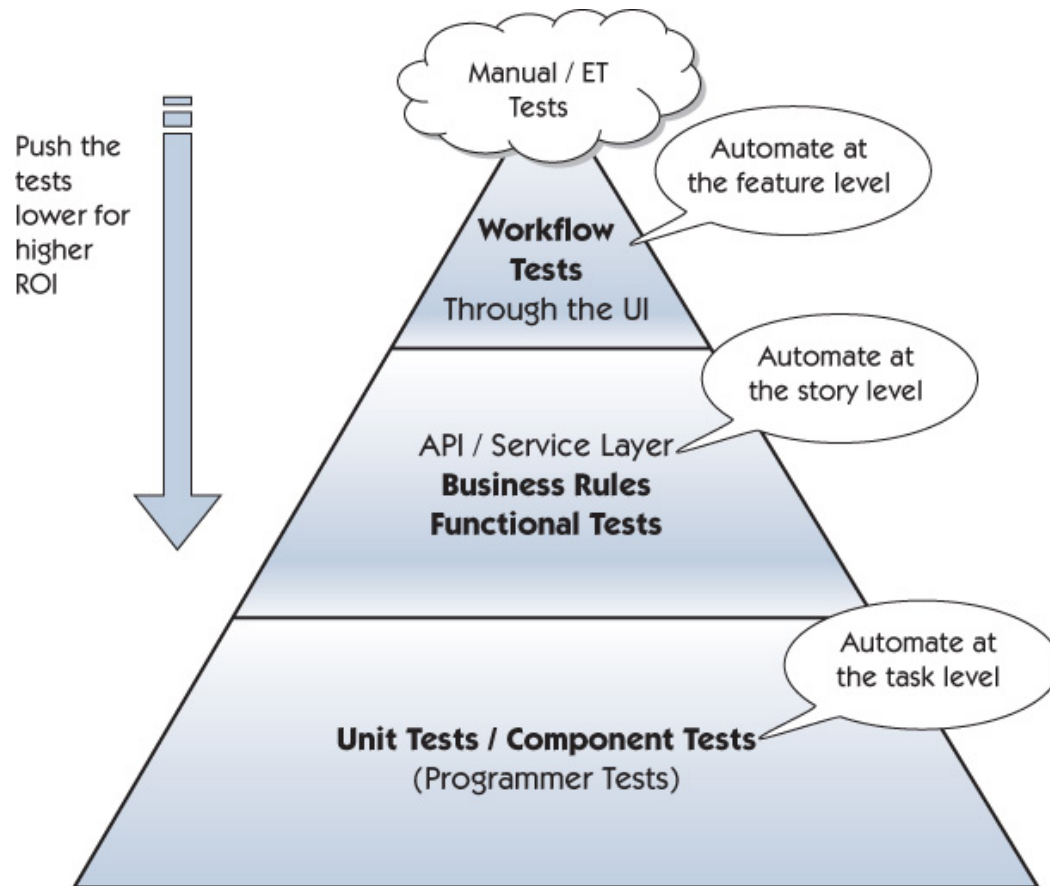 Manual / ET
Tests
Automate at
the feature level
Push the
tests
lower for
higher
ROI
Workflow
Tests
Through the UI
Automate at
the story level
API / Service Layer
Business Rules
Functional Tests
Automate at
the task level
Unit Tests / Component Tests
(Programmer Tests)